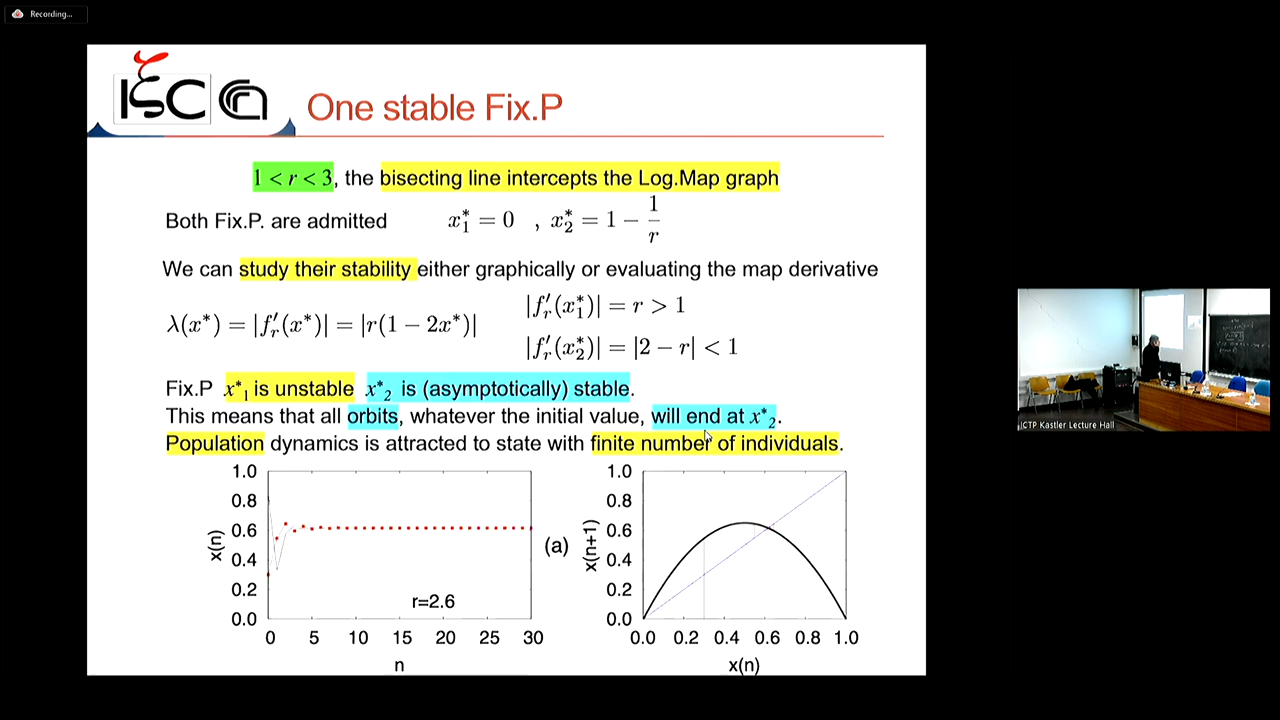 Recording...
ISC cnr
One stable Fix.P
1 < r < 3, the bisecting line intercepts the Log.Map graph
Both Fix.P. are admitted x₁* = 0 , x₂* = 1 − 1/r
We can study their stability either graphically or evaluating the map derivative
λ(x*) = |f′ᵣ(x*)| = |r(1 − 2x*)|
|f′ᵣ(x₁*)| = r > 1
|f′ᵣ(x₂*)| = |2 − r| < 1
Fix.P x*₁ is unstable x*₂ is (asymptotically) stable.
This means that all orbits, whatever the initial value, will end at x*₂.
Population dynamics is attracted to state with finite number of individuals.
1.0
0.8
0.6
0.4
0.2
0.0
x(n)
r=2.6
0 5 10 15 20 25 30
n
(a)
1.0
0.8
0.6
0.4
0.2
0.0
x(n+1)
0.0 0.2 0.4 0.6 0.8 1.0
x(n)
ICTP Kastler Lecture Hall